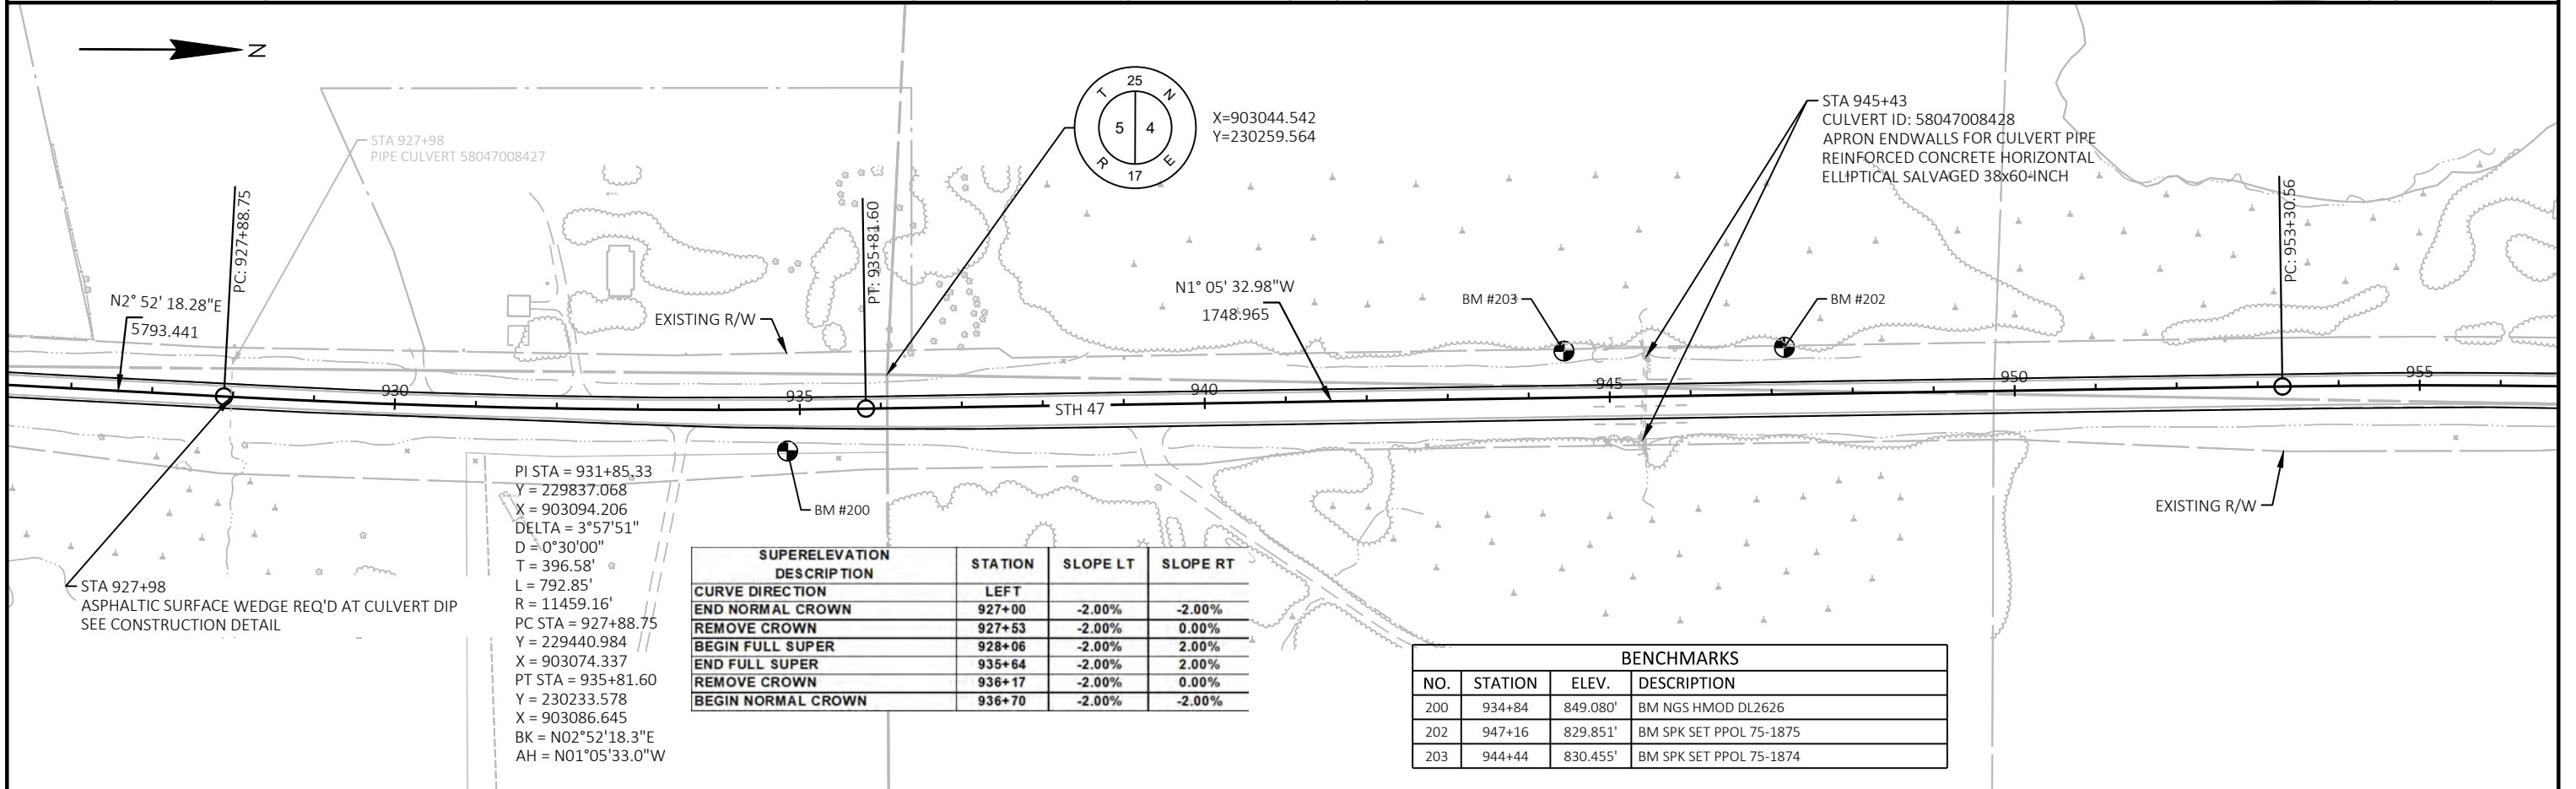 N
25
T N
5 4
R E
17
X=903044.542
Y=230259.564
STA 945+43
CULVERT ID: 58047008428
APRON ENDWALLS FOR CULVERT PIPE
REINFORCED CONCRETE HORIZONTAL
ELLIPTICAL SALVAGED 38x60-INCH
STA 927+98
PIPE CULVERT 58047008427
PC: 927+88.75
PT: 935+81.60
PC: 953+30.56
N2° 52' 18.28"E
5793.441
EXISTING R/W
N1° 05' 32.98"W
1748.965
BM #203
BM #202
930
935
940
945
950
955
STH 47
BM #200
EXISTING R/W
STA 927+98
ASPHALTIC SURFACE WEDGE REQ'D AT CULVERT DIP
SEE CONSTRUCTION DETAIL
PI STA = 931+85.33
Y = 229837.068
X = 903094.206
DELTA = 3°57'51"
D = 0°30'00"
T = 396.58'
L = 792.85'
R = 11459.16'
PC STA = 927+88.75
Y = 229440.984
X = 903074.337
PT STA = 935+81.60
Y = 230233.578
X = 903086.645
BK = N02°52'18.3"E
AH = N01°05'33.0"W
SUPERELEVATION
DESCRIPTION STATION SLOPE LT SLOPE RT
CURVE DIRECTION LEFT
END NORMAL CROWN 927+00 -2.00% -2.00%
REMOVE CROWN 927+53 -2.00% 0.00%
BEGIN FULL SUPER 928+06 -2.00% 2.00%
END FULL SUPER 935+64 -2.00% 2.00%
REMOVE CROWN 936+17 -2.00% 0.00%
BEGIN NORMAL CROWN 936+70 -2.00% -2.00%
BENCHMARKS
NO. STATION ELEV. DESCRIPTION
200 934+84 849.080' BM NGS HMOD DL2626
202 947+16 829.851' BM SPK SET PPOL 75-1875
203 944+44 830.455' BM SPK SET PPOL 75-1874